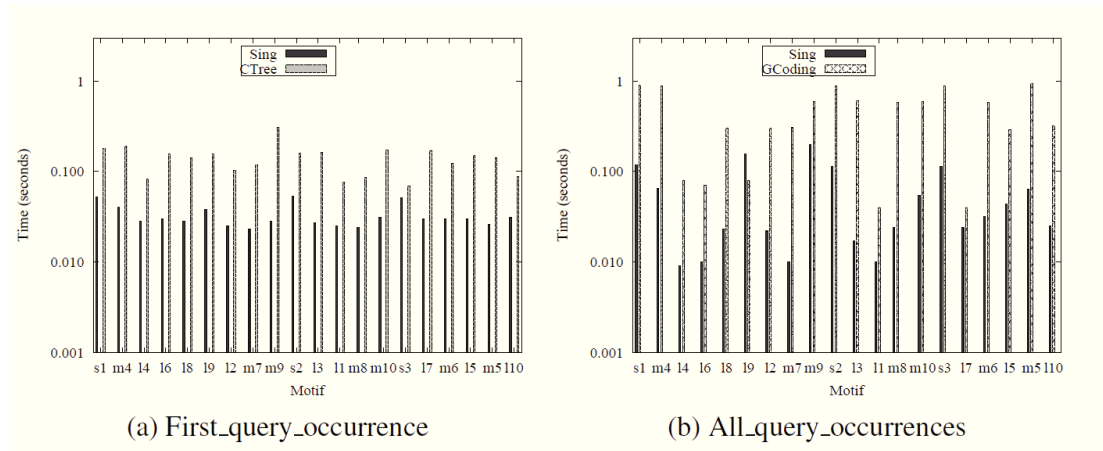 Sing
CTree
1
0.100
0.010
0.001
Time (seconds)
s1 m4 l4 l6 l8 l9 l2 m7 m9 s2 l3 l1 m8 m10 s3 l7 m6 l5 m5 l10
Motif
(a) First_query_occurrence
Sing
GCoding
1
0.100
0.010
0.001
Time (seconds)
s1 m4 l4 l6 l8 l9 l2 m7 m9 s2 l3 l1 m8 m10 s3 l7 m6 l5 m5 l10
Motif
(b) All_query_occurrences